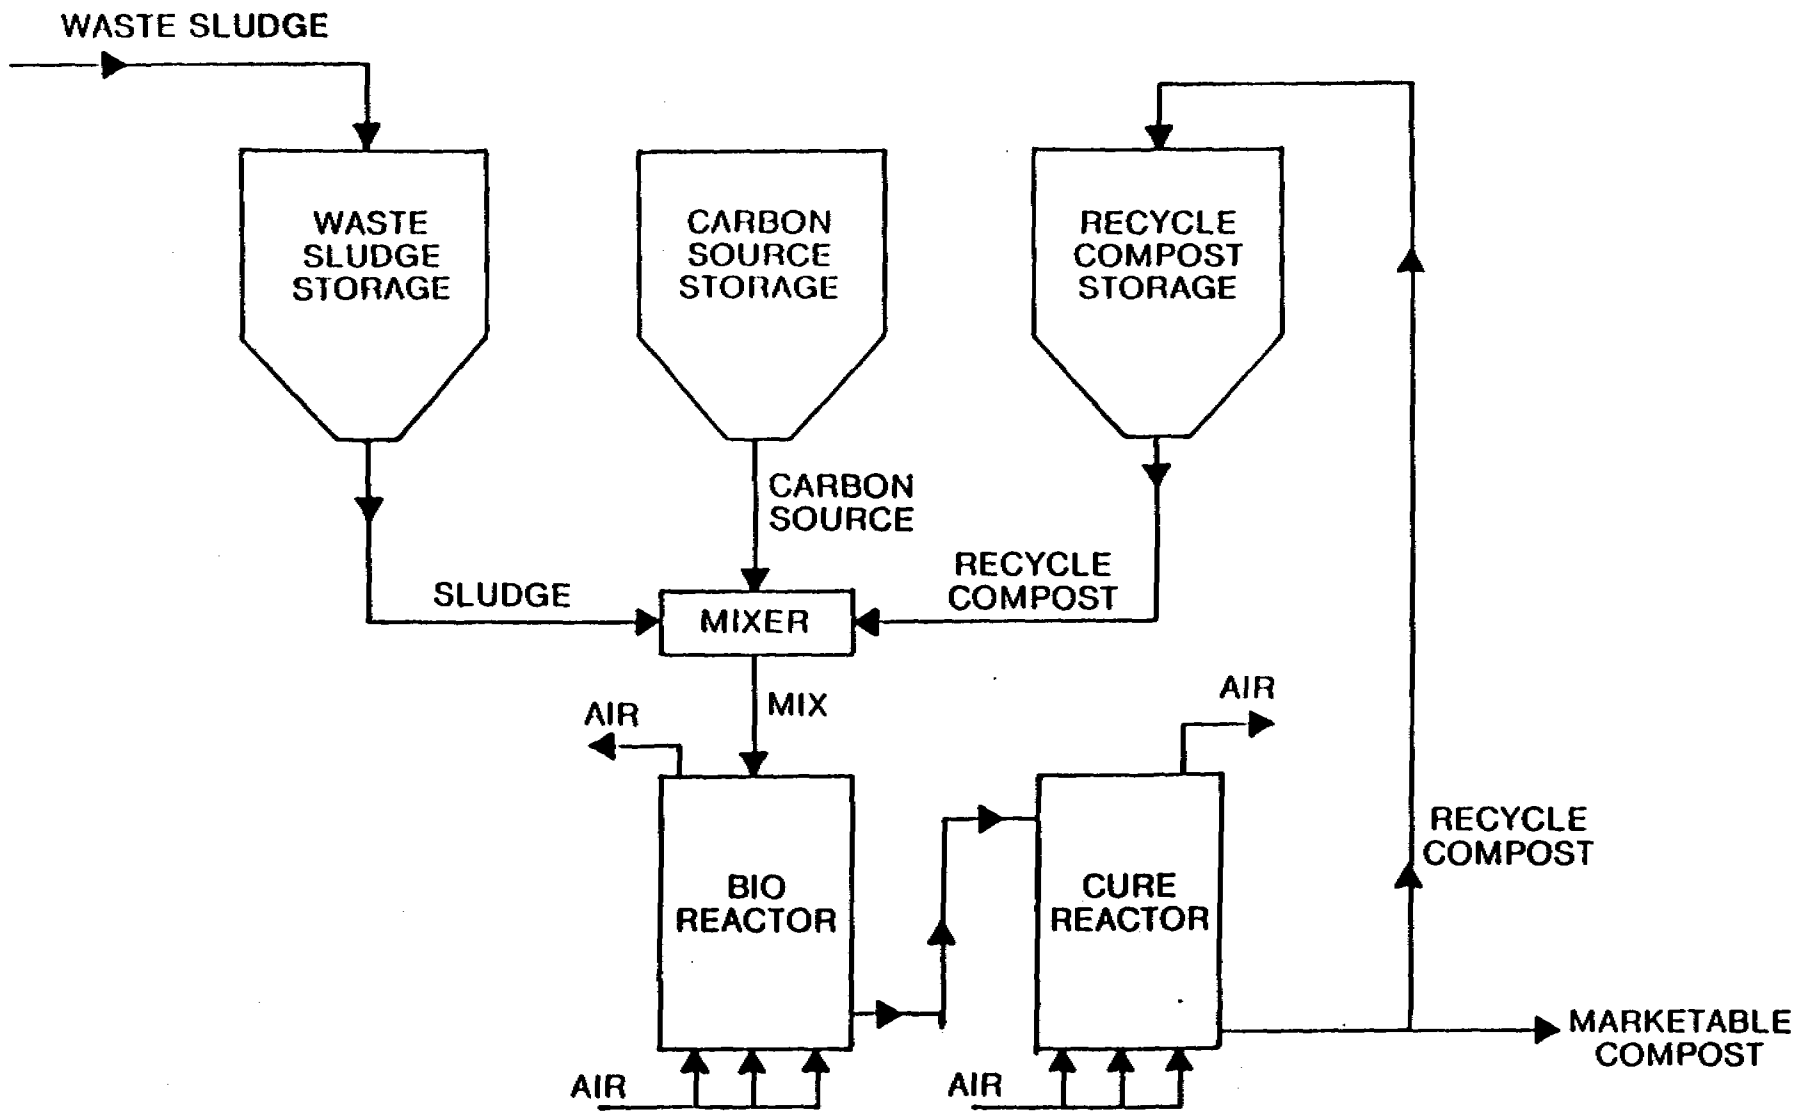 WASTE SLUDGE
WASTE
SLUDGE
STORAGE
CARBON
SOURCE
STORAGE
RECYCLE
COMPOST
STORAGE
CARBON
SOURCE
SLUDGE
RECYCLE
COMPOST
MIXER
MIX
AIR
AIR
BIO
REACTOR
CURE
REACTOR
RECYCLE
COMPOST
AIR
AIR
MARKETABLE
COMPOST